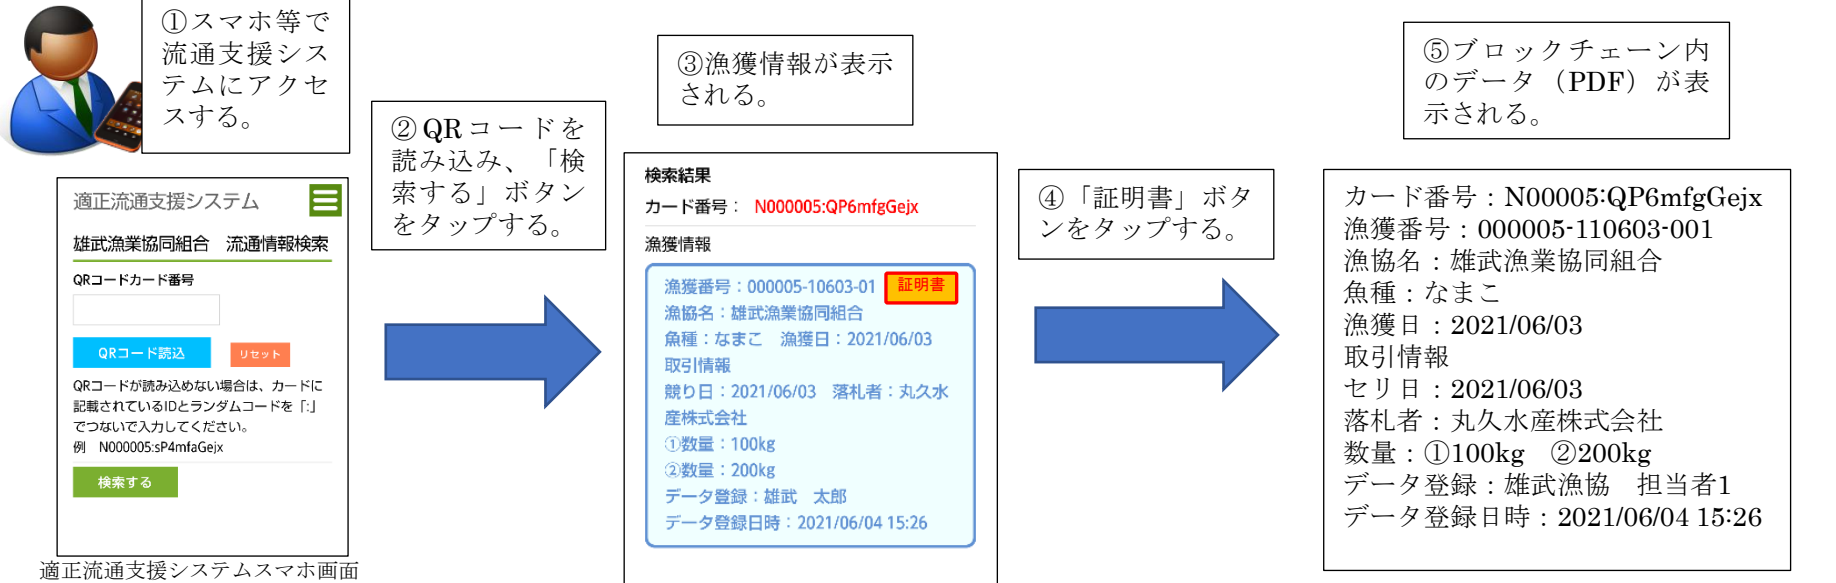 ①スマホ等で
流通支援シス
テムにアクセ
スする。
適正流通支援システム
雄武漁業協同組合　流通情報検索
QRコードカード番号
QRコード読込
リセット
QRコードが読み込めない場合は、カードに
記載されているIDとランダムコードを「:」
でつないで入力してください。
例　N000005:sP4mfaGejx
検索する
適正流通支援システムスマホ画面
②QRコードを
読み込み、「検
索する」ボタン
をタップする。
③漁獲情報が表示
される。
検索結果
カード番号： N000005:QP6mfgGejx
漁獲情報
漁獲番号：000005-10603-01
証明書
漁協名：雄武漁業協同組合
魚種：なまこ　漁獲日：2021/06/03
取引情報
競り日：2021/06/03　落札者：丸久水
産株式会社
①数量：100kg
②数量：200kg
データ登録：雄武　太郎
データ登録日時：2021/06/04 15:26
④「証明書」ボタ
ンをタップする。
⑤ブロックチェーン内
のデータ（PDF）が表
示される。
カード番号：N00005:QP6mfgGejx
漁獲番号：000005-110603-001
漁協名：雄武漁業協同組合
魚種：なまこ
漁獲日：2021/06/03
取引情報
セリ日：2021/06/03
落札者：丸久水産株式会社
数量：①100kg　②200kg
データ登録：雄武漁協　担当者1
データ登録日時：2021/06/04 15:26